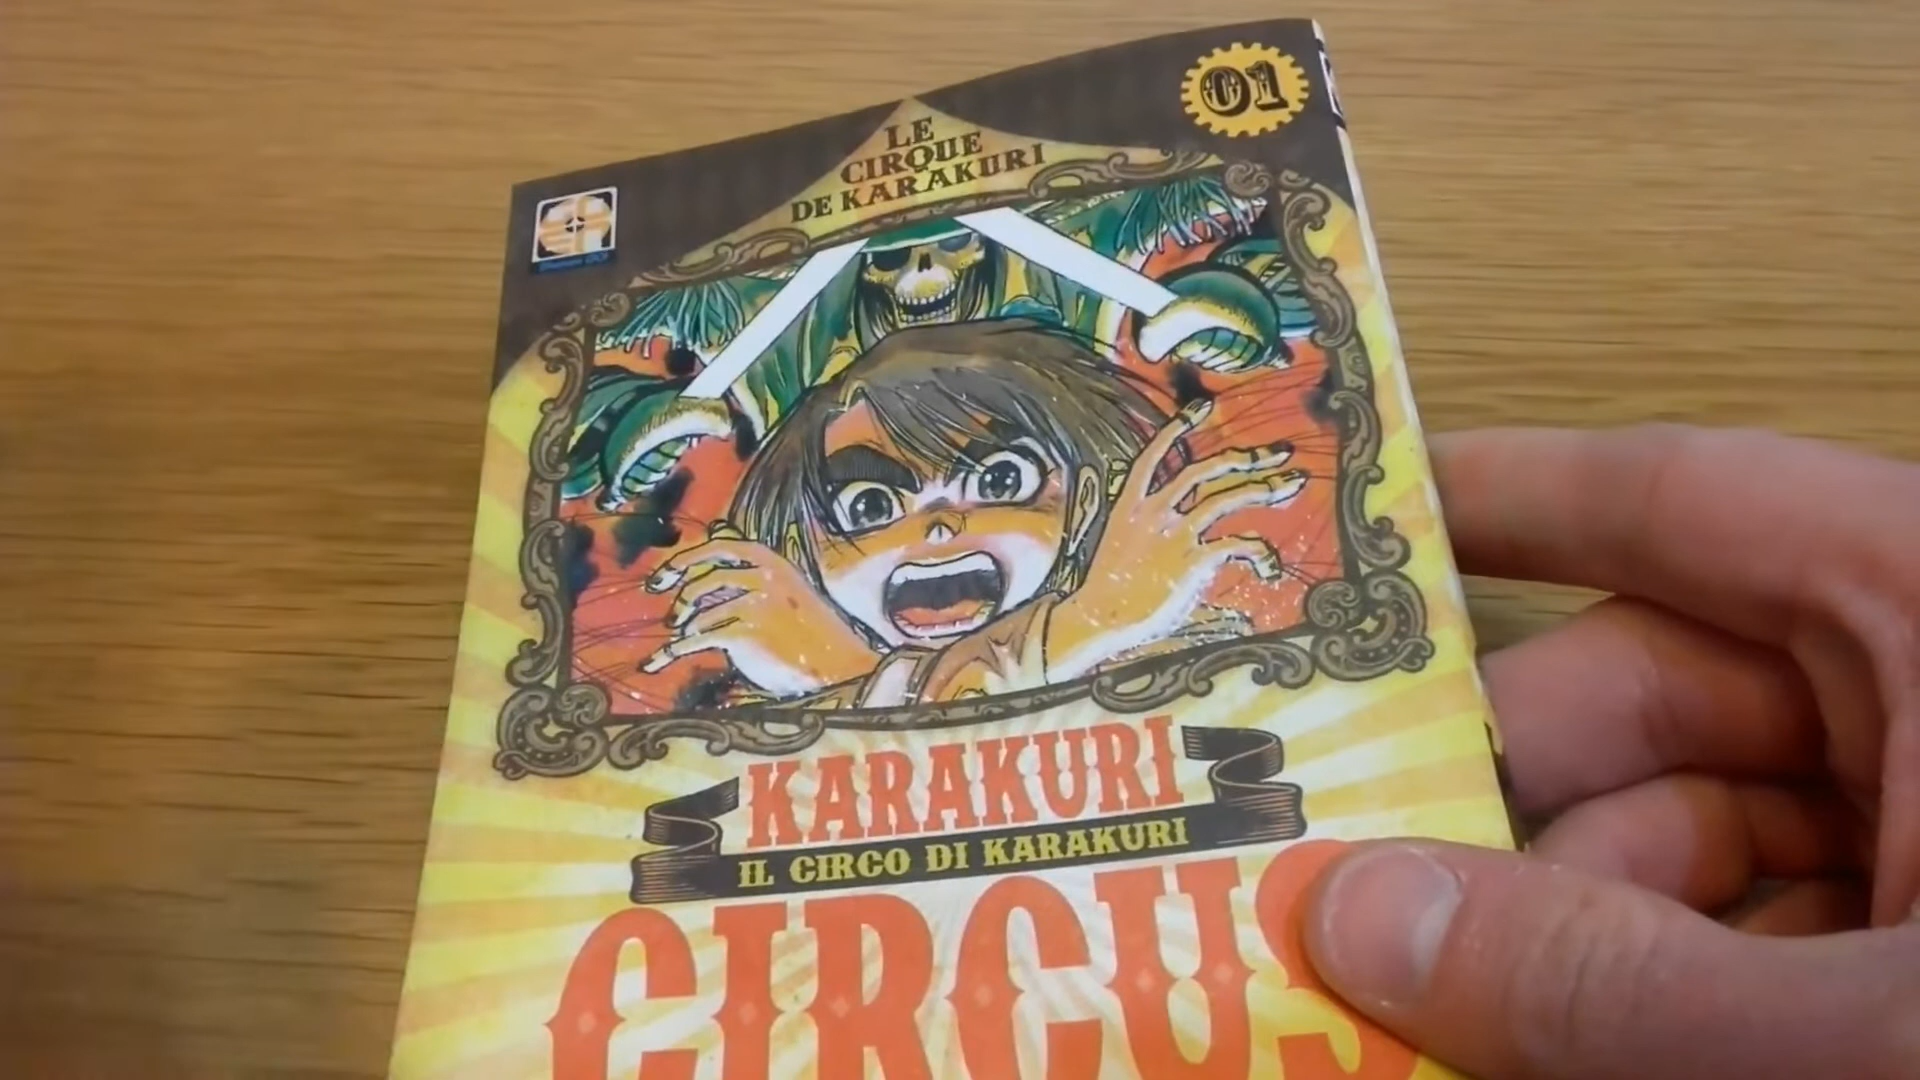 01
LE
CIRQUE
DE KARAKURI
KARAKURI
IL CIRCO DI KARAKURI
CIRCUS